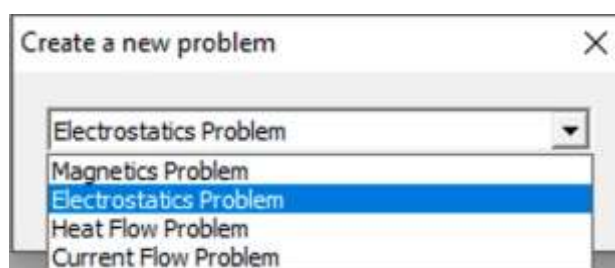 Create a new problem
Electrostatics Problem
Magnetics Problem
Electrostatics Problem
Heat Flow Problem
Current Flow Problem